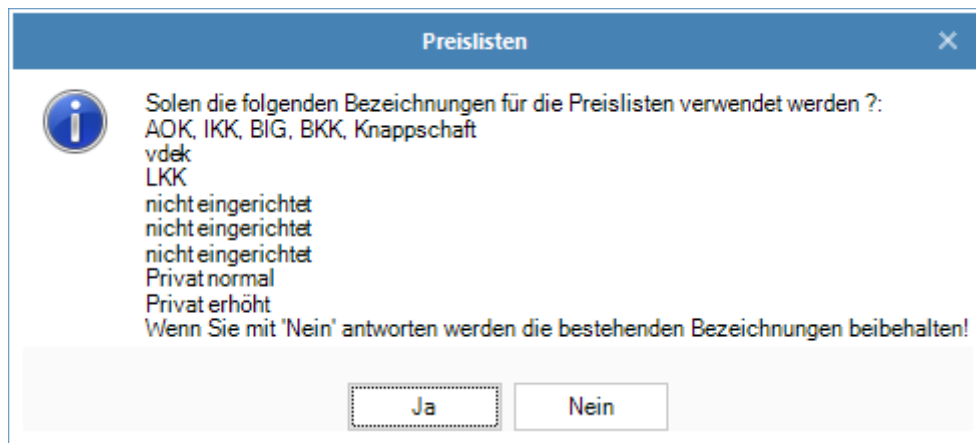 Preislisten
Solen die folgenden Bezeichnungen für die Preislisten verwendet werden ?:
AOK, IKK, BIG, BKK, Knappschaft
vdek
LKK
nicht eingerichtet
nicht eingerichtet
nicht eingerichtet
Privat normal
Privat erhöht
Wenn Sie mit 'Nein' antworten werden die bestehenden Bezeichnungen beibehalten!
Ja
Nein